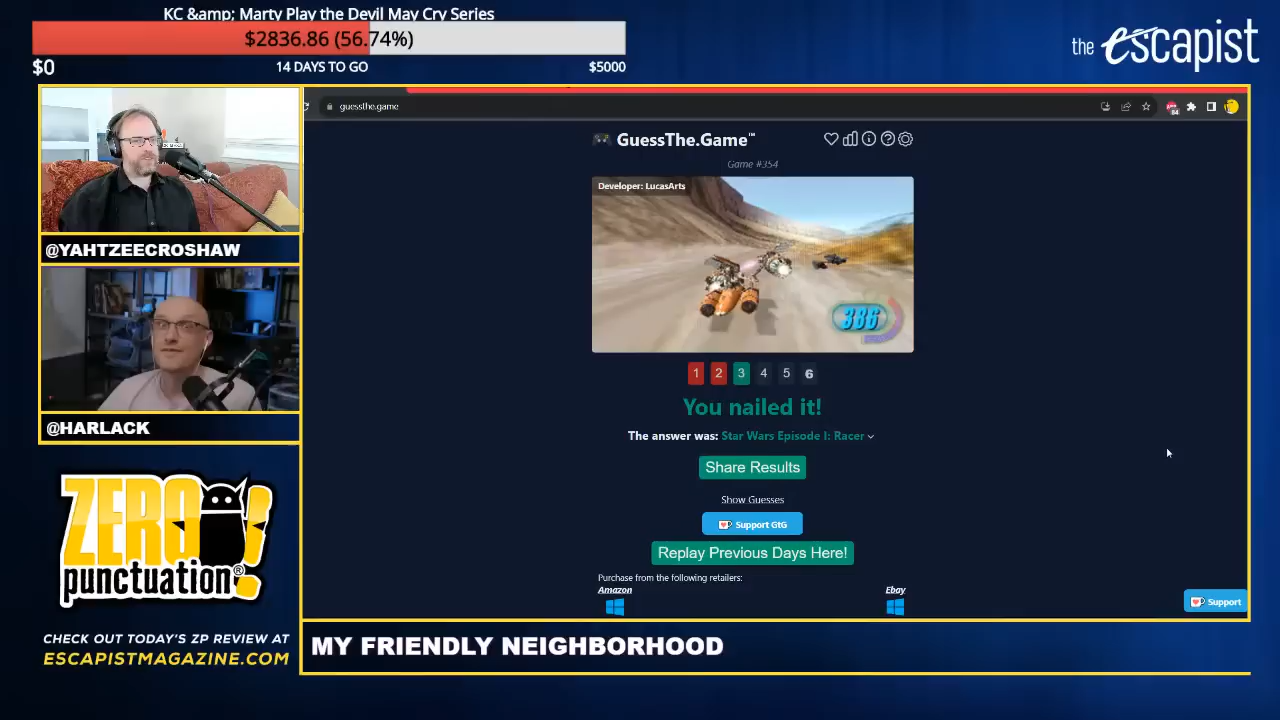 KC &amp; Marty Play the Devil May Cry Series
$2836.86 (56.74%)
$0
14 DAYS TO GO
$5000
the escapist
guessthe.game
GuessThe.Game™
Game #354
Developer: LucasArts
386
1 2 3 4 5 6
You nailed it!
The answer was: Star Wars Episode I: Racer
Share Results
Show Guesses
Support GtG
Replay Previous Days Here!
Purchase from the following retailers:
Amazon
Ebay
Support
@YAHTZEECROSHAW
@HARLACK
ZERO
punctuation®
CHECK OUT TODAY'S ZP REVIEW AT
ESCAPISTMAGAZINE.COM
MY FRIENDLY NEIGHBORHOOD